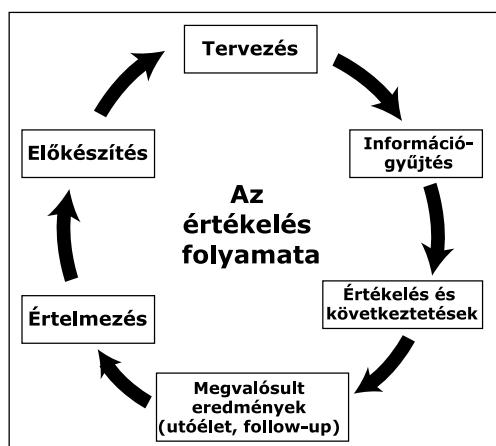 Tervezés
Információ-
gyűjtés
Értékelés és
következtetések
Megvalósult
eredmények
(utóélet, follow-up)
Értelmezés
Előkészítés
Az
értékelés
folyamata